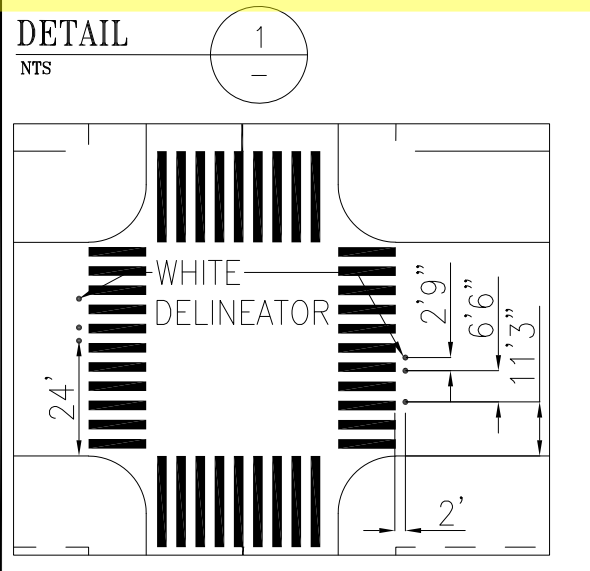 DETAIL
NTS
1
–
WHITE
DELINEATOR
2'9"
6'6"
11'3"
24'
2'